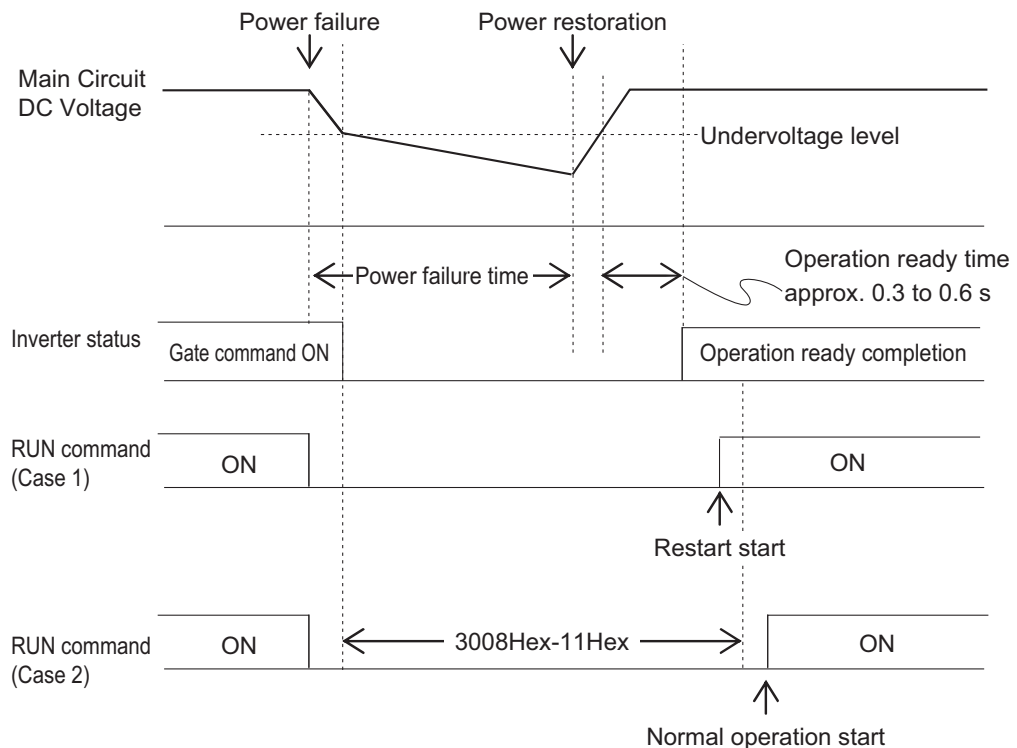 Power failure
Power restoration
Main Circuit
DC Voltage
Undervoltage level
Power failure time
Operation ready time
approx. 0.3 to 0.6 s
Inverter status
Gate command ON
Operation ready completion
RUN command
(Case 1)
ON
ON
Restart start
RUN command
(Case 2)
ON
3008Hex-11Hex
ON
Normal operation start